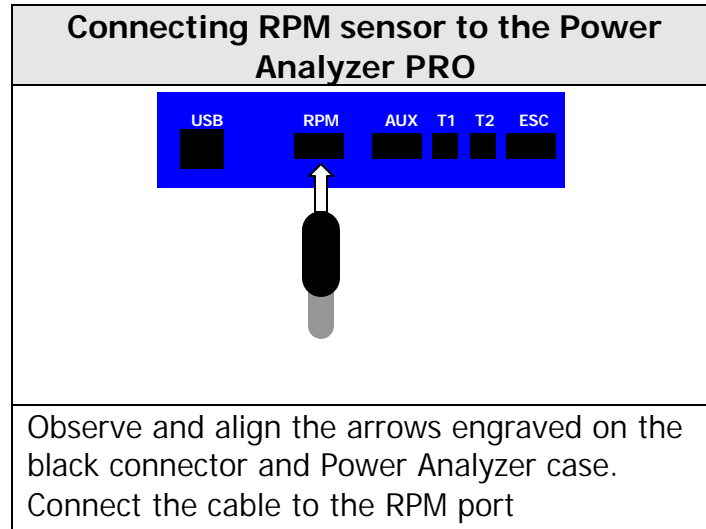 Connecting RPM sensor to the Power
Analyzer PRO
USB RPM AUX T1 T2 ESC
Observe and align the arrows engraved on the
black connector and Power Analyzer case.
Connect the cable to the RPM port